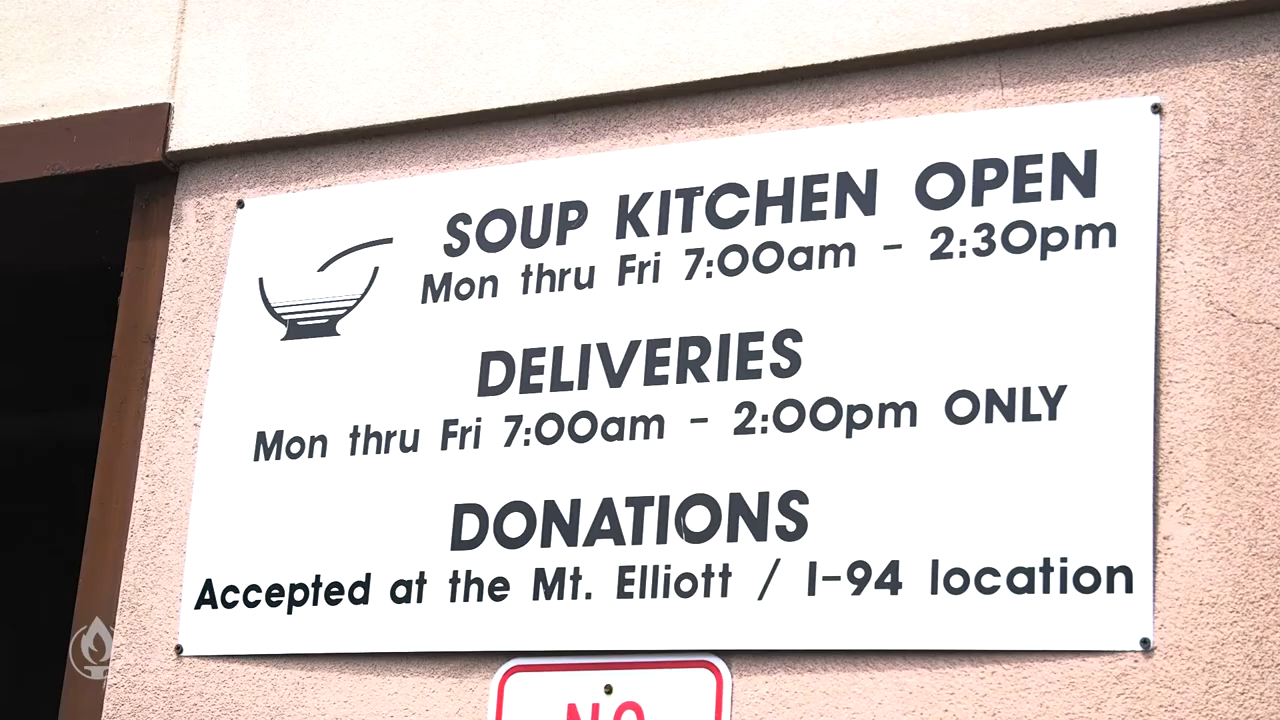 SOUP KITCHEN OPEN
Mon thru Fri 7:00am - 2:30pm
DELIVERIES
Mon thru Fri 7:00am - 2:00pm ONLY
DONATIONS
Accepted at the Mt. Elliott / I-94 location
NO